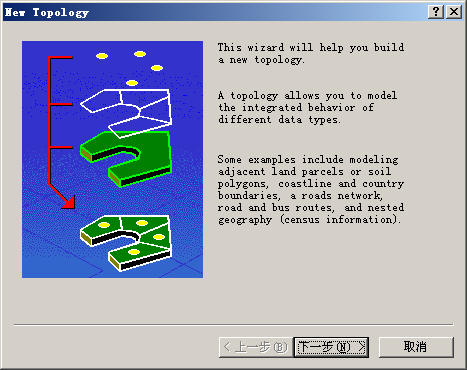 New Topology
This wizard will help you build
a new topology.
A topology allows you to model
the integrated behavior of
different data types.
Some examples include modeling
adjacent land parcels or soil
polygons, coastline and country
boundaries, a roads network,
road and bus routes, and nested
geography (census information).
< 上一步(B)
下一步(N) >
取消